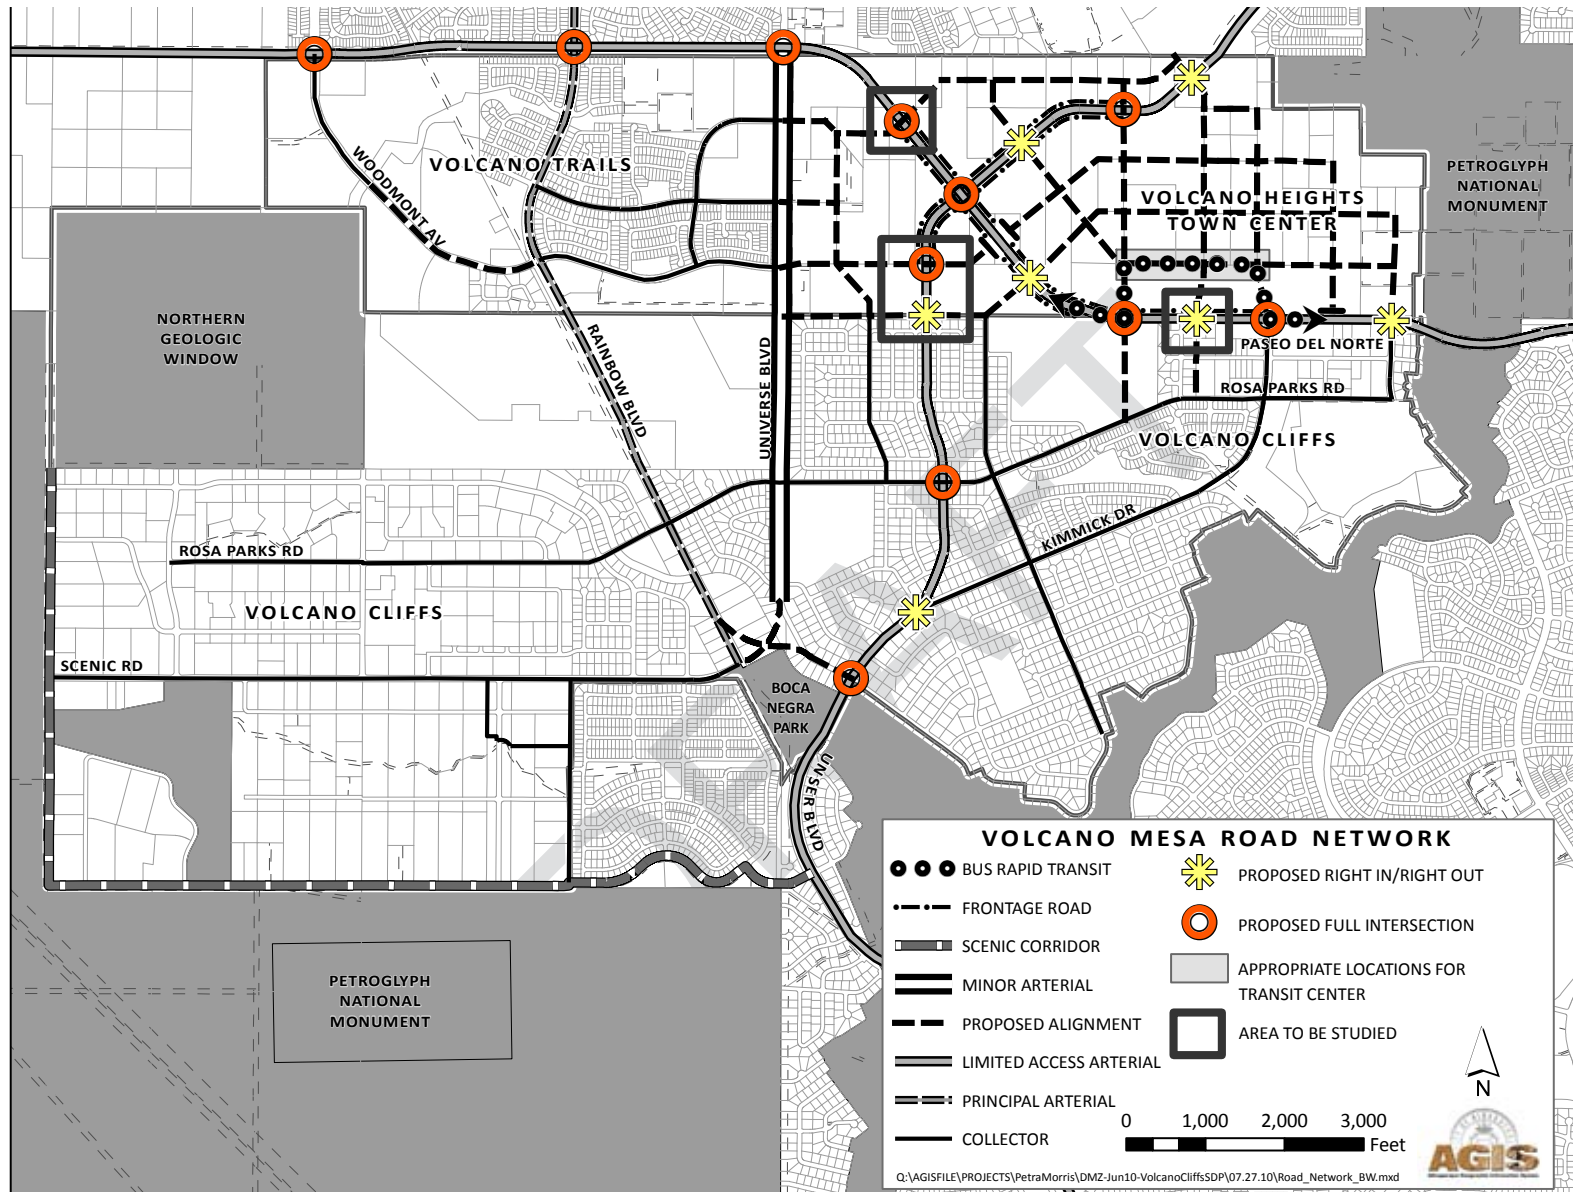 VOLCANO TRAILS
WOODMONT AV
VOLCANO HEIGHTS
TOWN CENTER
PETROGLYPH
NATIONAL
MONUMENT
NORTHERN
GEOLOGIC
WINDOW
RAINBOW BLVD
UNIVERSE BLVD
PASEO DEL NORTE
ROSA PARKS RD
VOLCANO CLIFFS
KIMMICK DR
ROSA PARKS RD
VOLCANO CLIFFS
SCENIC RD
BOCA
NEGRA
PARK
UNSER BLVD
PETROGLYPH
NATIONAL
MONUMENT
DRAFT
VOLCANO MESA ROAD NETWORK
BUS RAPID TRANSIT
FRONTAGE ROAD
SCENIC CORRIDOR
MINOR ARTERIAL
PROPOSED ALIGNMENT
LIMITED ACCESS ARTERIAL
PRINCIPAL ARTERIAL
COLLECTOR
PROPOSED RIGHT IN/RIGHT OUT
PROPOSED FULL INTERSECTION
APPROPRIATE LOCATIONS FOR
TRANSIT CENTER
AREA TO BE STUDIED
N
0 1,000 2,000 3,000
Feet
AGIS
Q:\AGISFILE\PROJECTS\PetraMorris\DMZ-Jun10-VolcanoCliffsSDP\07.27.10\Road_Network_BW.mxd